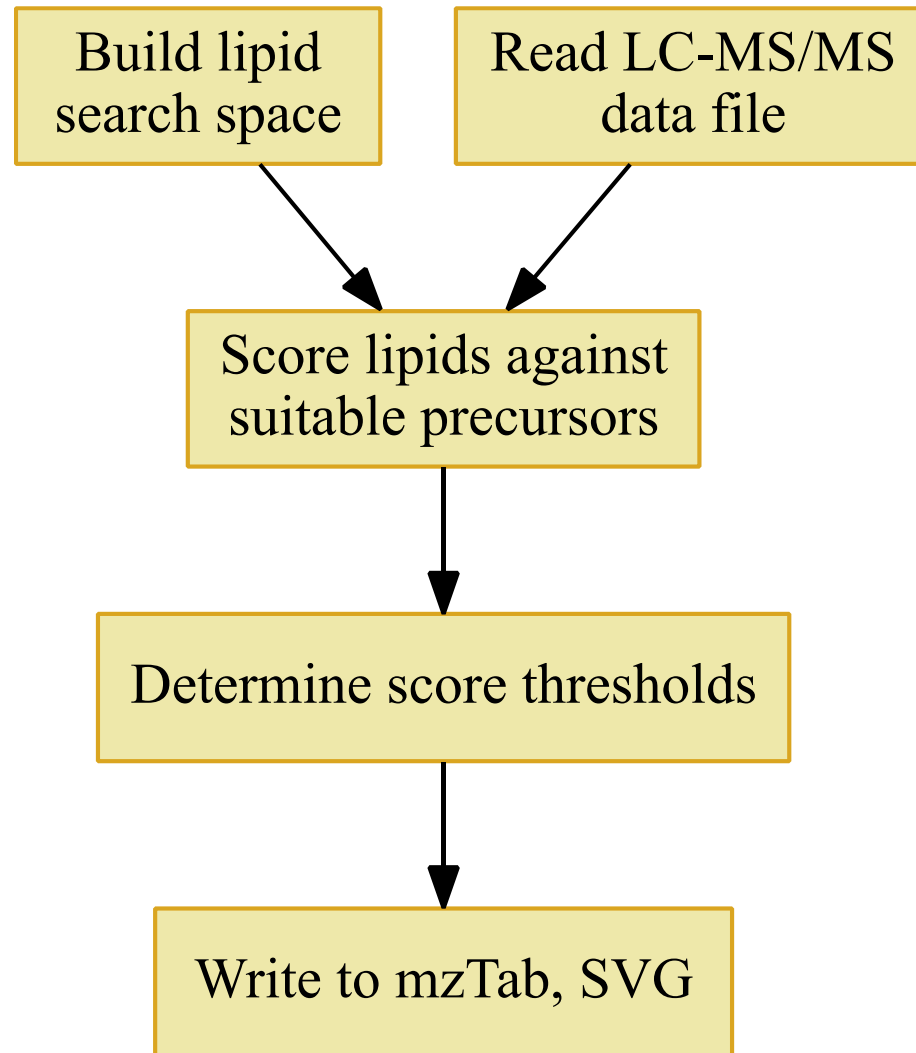 Build lipid
search space
Read LC-MS/MS
data file
Score lipids against
suitable precursors
Determine score thresholds
Write to mzTab, SVG